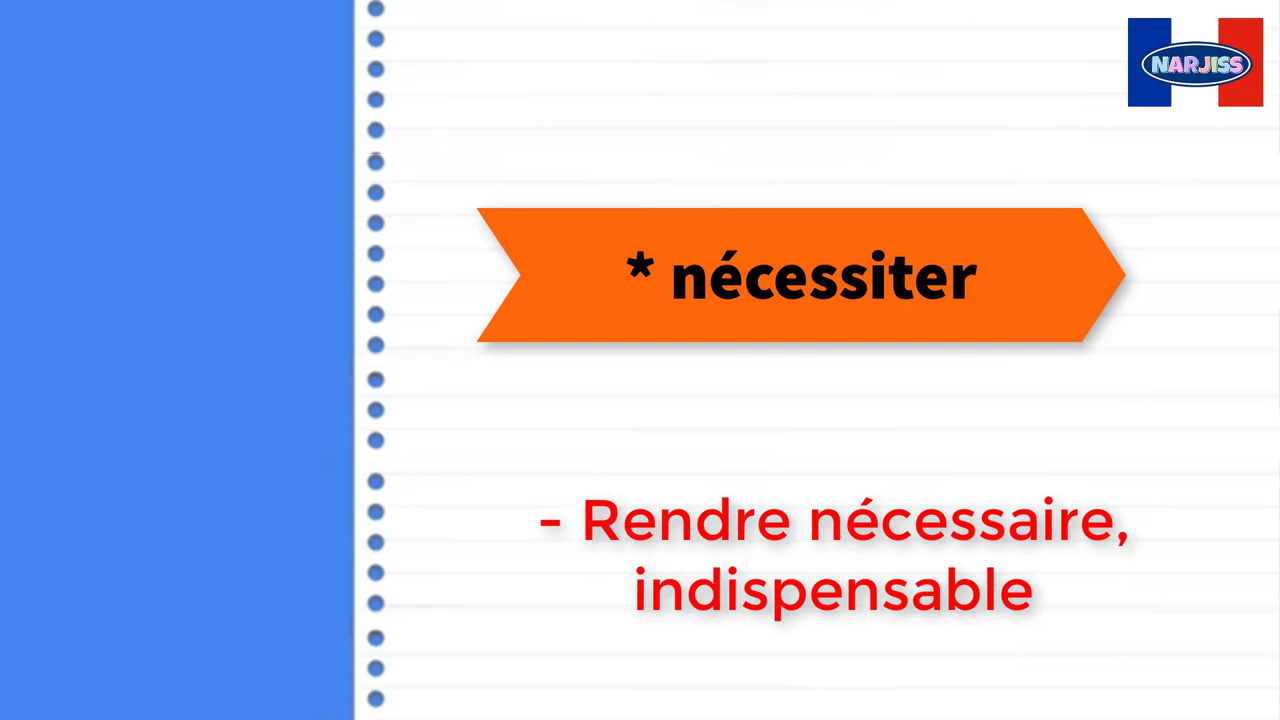 NARJISS
* nécessiter
- Rendre nécessaire,
indispensable